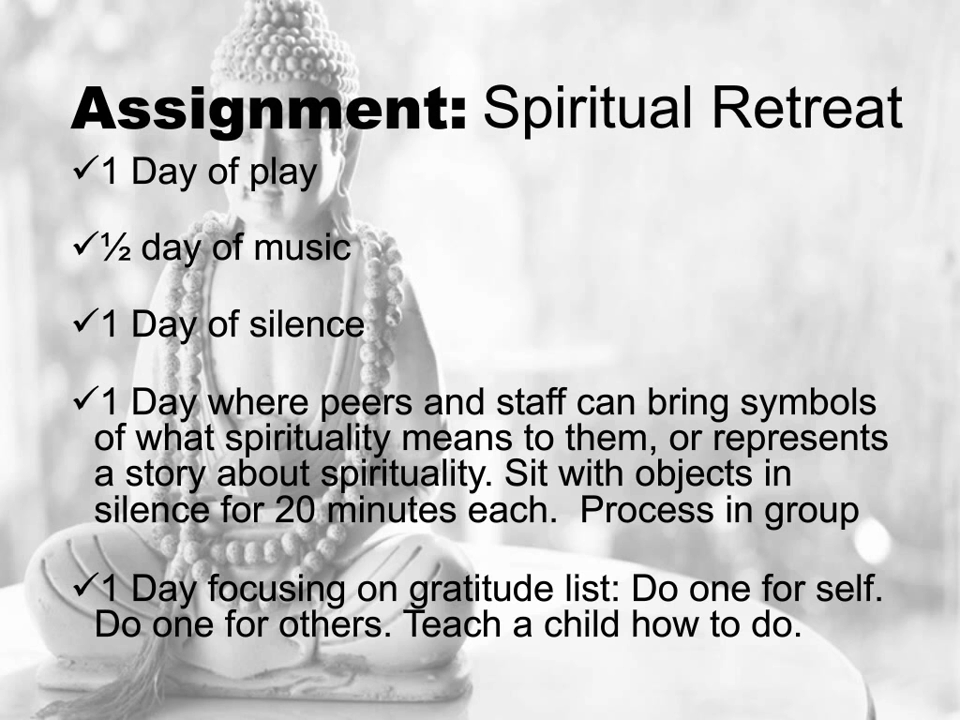 Assignment: Spiritual Retreat
✓1 Day of play
✓½ day of music
✓1 Day of silence
✓1 Day where peers and staff can bring symbols
of what spirituality means to them, or represents
a story about spirituality. Sit with objects in
silence for 20 minutes each.  Process in group
✓1 Day focusing on gratitude list: Do one for self.
Do one for others. Teach a child how to do.